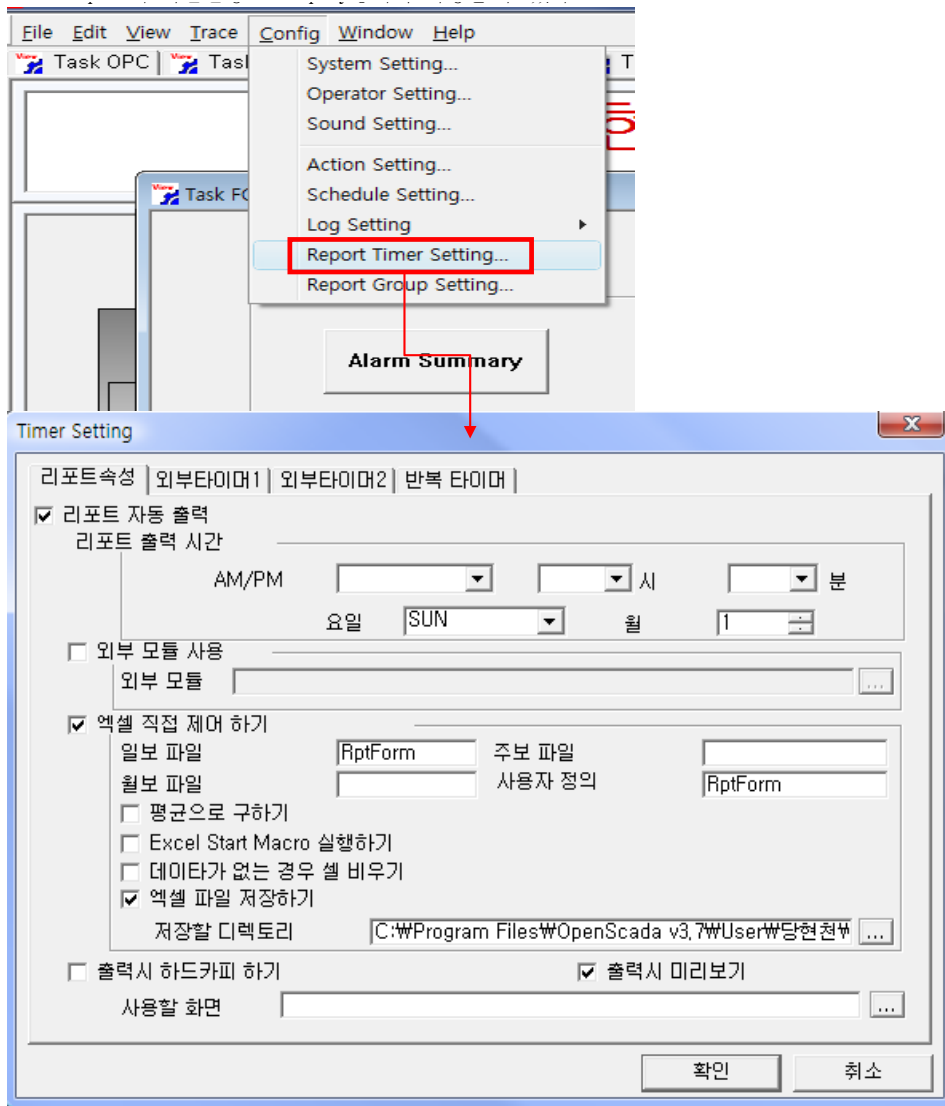 File Edit View Trace Config Window Help
Task OPC Task
System Setting...
Operator Setting...
Sound Setting...
Action Setting...
Schedule Setting...
Log Setting
Report Timer Setting...
Report Group Setting...
Alarm Summary
Timer Setting
리포트속성 외부타이머1 외부타이머2 반복 타이머
리포트 자동 출력
리포트 출력 시간
AM/PM 시 분
요일 SUN 월 1
외부 모듈 사용
외부 모듈 ...
엑셀 직접 제어 하기
일보 파일 RptForm 주보 파일
월보 파일 사용자 정의 RptForm
평균으로 구하기
Excel Start Macro 실행하기
데이타가 없는 경우 셀 비우기
엑셀 파일 저장하기
저장할 디렉토리 C:₩Program Files₩OpenScada v3,7₩User₩당현천₩ ...
출력시 하드카피 하기 출력시 미리보기
사용할 화면 ...
확인 취소